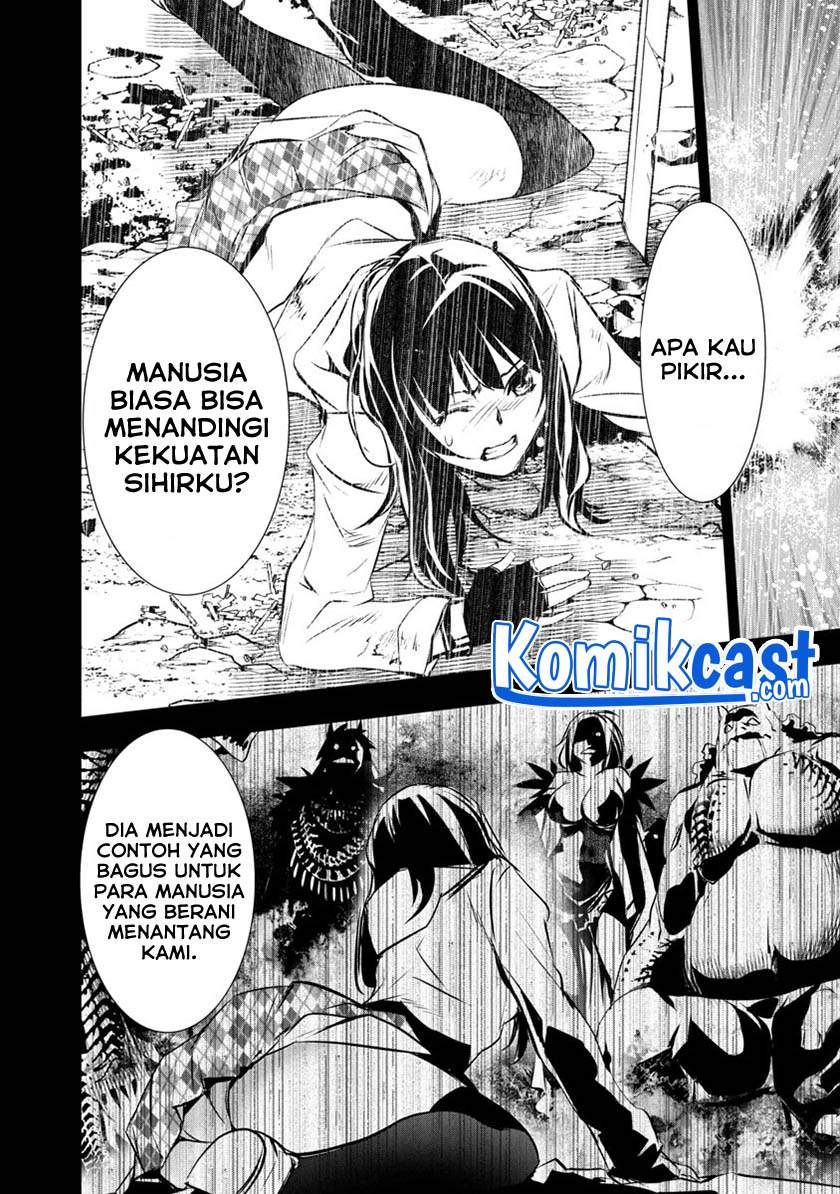 APA KAU
PIKIR...
MANUSIA
BIASA BISA
MENANDINGI
KEKUATAN
SIHIRKU?
Komikcast
.com
DIA MENJADI
CONTOH YANG
BAGUS UNTUK
PARA MANUSIA
YANG BERANI
MENANTANG
KAMI.